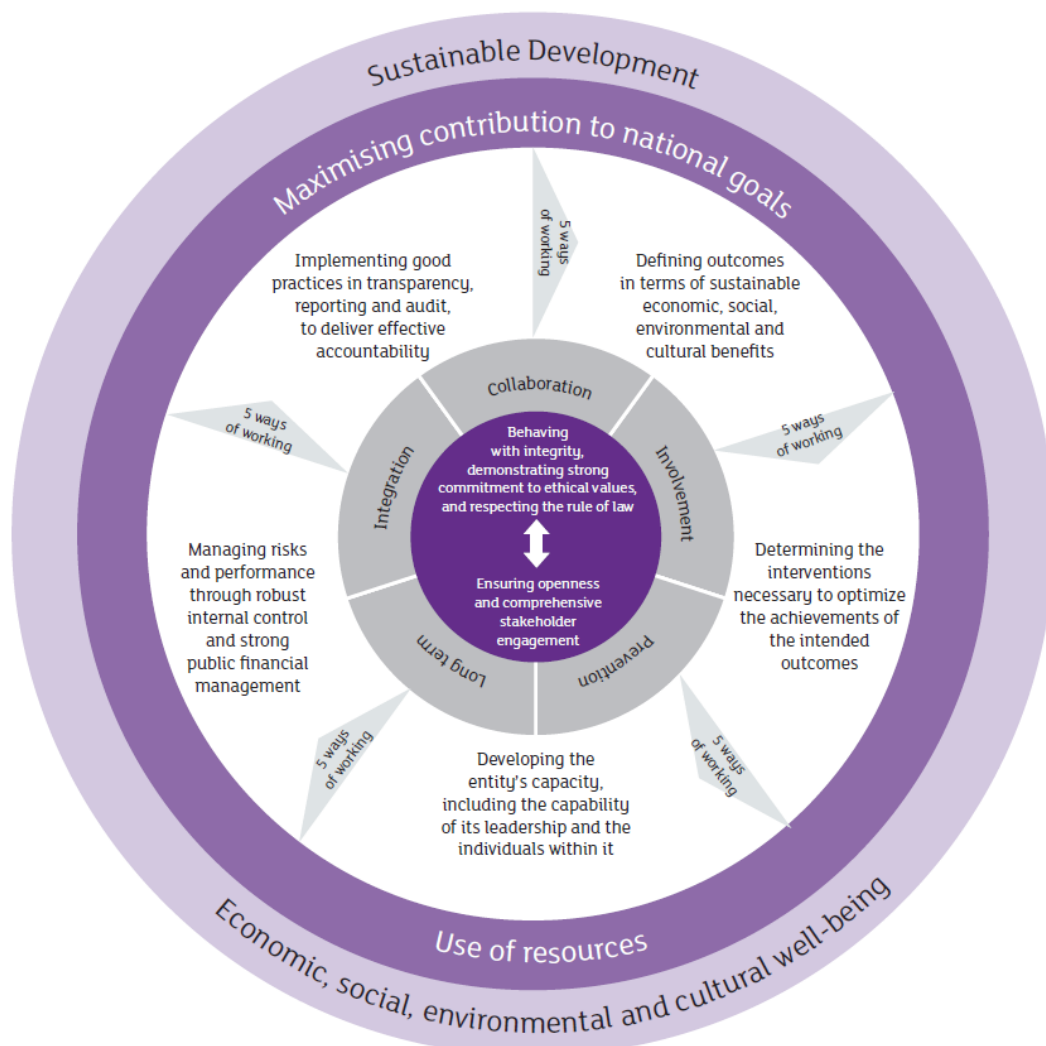 Sustainable Development
Maximising contribution to national goals
5 ways
of working
Implementing good
practices in transparency,
reporting and audit,
to deliver effective
accountability
Defining outcomes
in terms of sustainable
economic, social,
environmental and
cultural benefits
Collaboration
5 ways
of working
5 ways
of working
Integration
Involvement
Behaving
with integrity,
demonstrating strong
commitment to ethical values,
and respecting the rule of law
Ensuring openness
and comprehensive
stakeholder
engagement
Managing risks
and performance
through robust
internal control
and strong
public financial
management
Determining the
interventions
necessary to optimize
the achievements of
the intended
outcomes
Long term
Prevention
5 ways
of working
5 ways
of working
Developing the
entity's capacity,
including the capability
of its leadership and the
individuals within it
Use of resources
Economic, social, environmental and cultural well-being